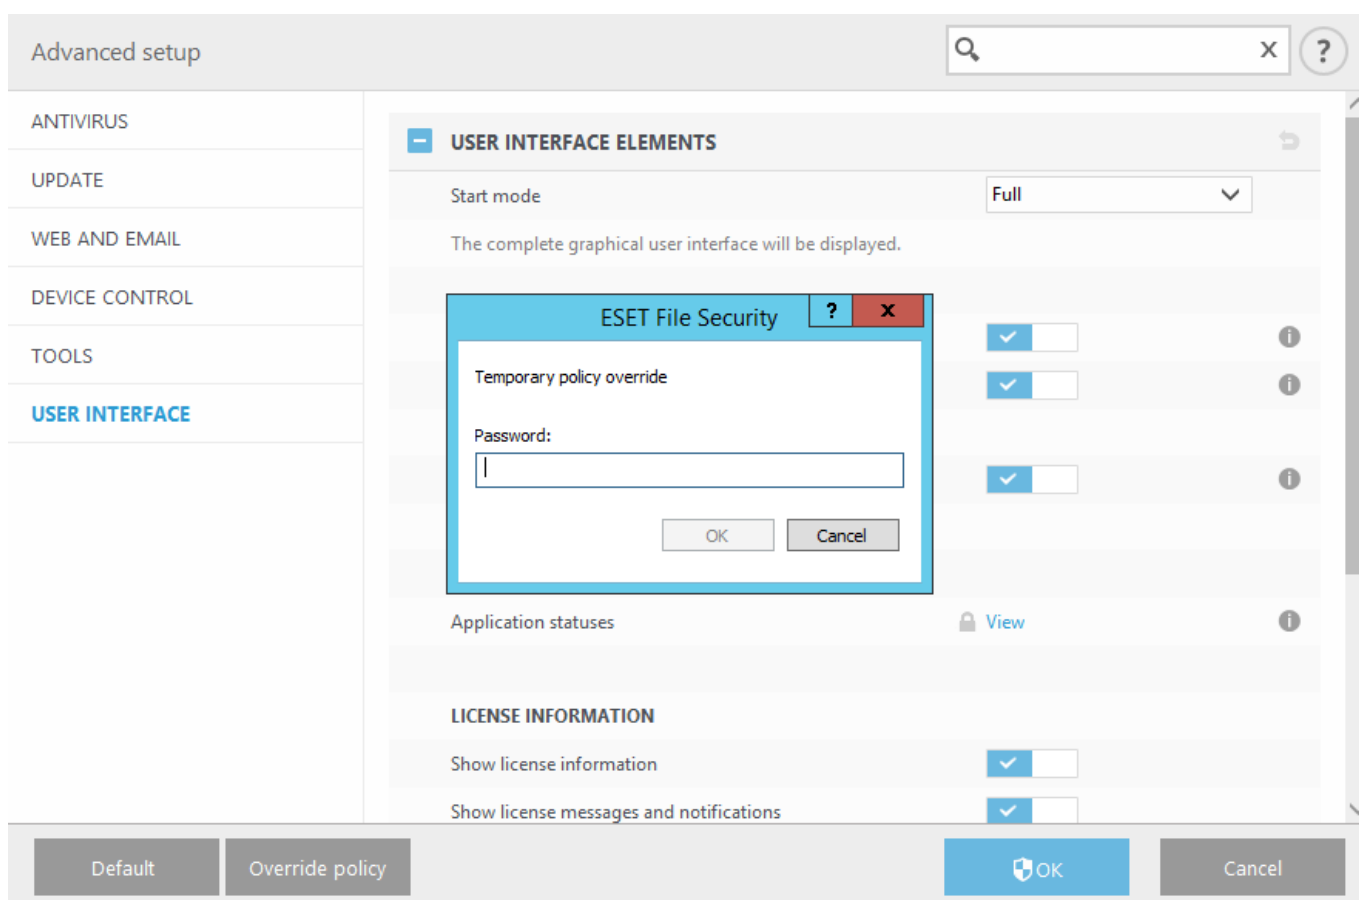 Advanced setup
x
?
ANTIVIRUS
UPDATE
WEB AND EMAIL
DEVICE CONTROL
TOOLS
USER INTERFACE
USER INTERFACE ELEMENTS
Start mode
Full
The complete graphical user interface will be displayed.
ESET File Security
?
x
Temporary policy override
Password:
OK
Cancel
Application statuses
View
LICENSE INFORMATION
Show license information
Show license messages and notifications
Default
Override policy
OK
Cancel